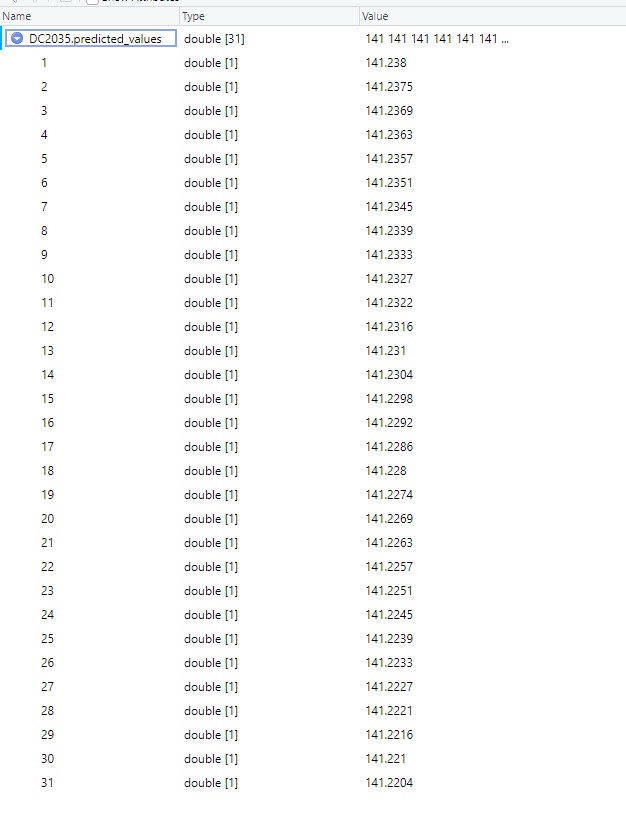 Show Attributes
Name Type Value
DC2035.predicted_values double [31] 141 141 141 141 141 141 ...
1 double [1] 141.238
2 double [1] 141.2375
3 double [1] 141.2369
4 double [1] 141.2363
5 double [1] 141.2357
6 double [1] 141.2351
7 double [1] 141.2345
8 double [1] 141.2339
9 double [1] 141.2333
10 double [1] 141.2327
11 double [1] 141.2322
12 double [1] 141.2316
13 double [1] 141.231
14 double [1] 141.2304
15 double [1] 141.2298
16 double [1] 141.2292
17 double [1] 141.2286
18 double [1] 141.228
19 double [1] 141.2274
20 double [1] 141.2269
21 double [1] 141.2263
22 double [1] 141.2257
23 double [1] 141.2251
24 double [1] 141.2245
25 double [1] 141.2239
26 double [1] 141.2233
27 double [1] 141.2227
28 double [1] 141.2221
29 double [1] 141.2216
30 double [1] 141.221
31 double [1] 141.2204